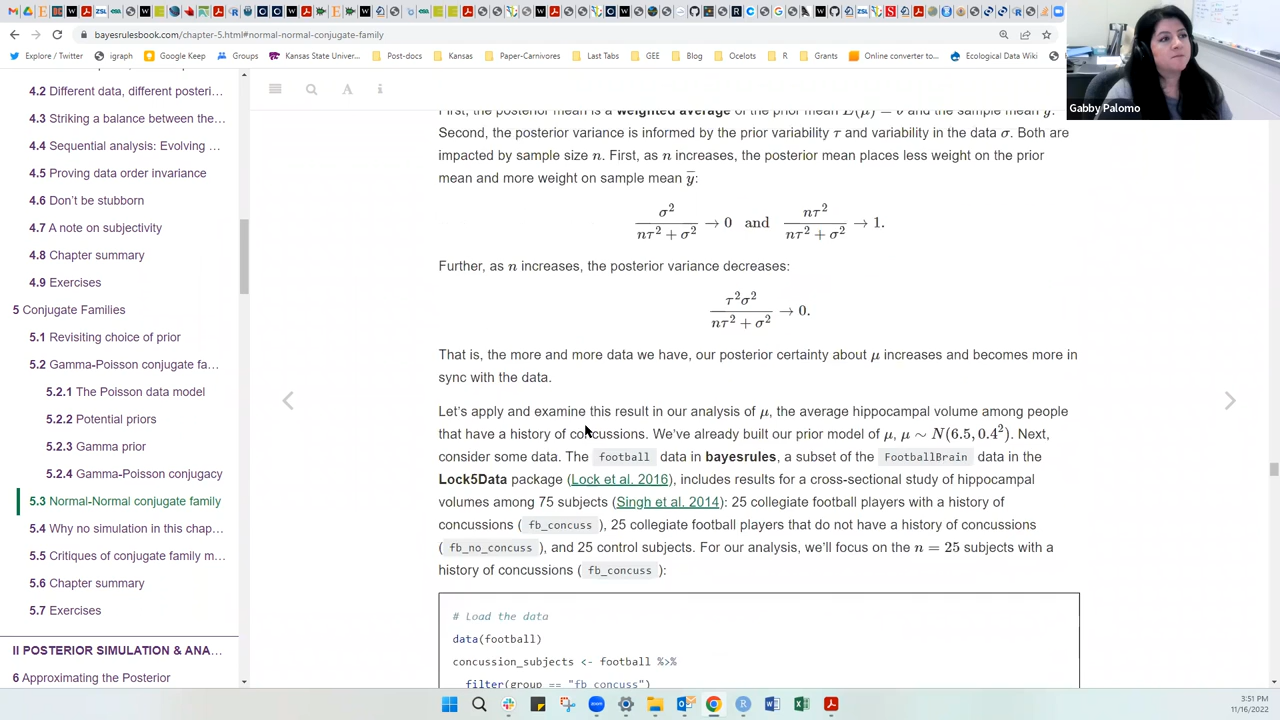 bayesrulesbook.com/chapter-5.html#normal-normal-conjugate-family
Explore / Twitter
igraph
Google Keep
Groups
Kansas State Univer...
Post-docs
Kansas
Paper-Carnivores
Last Tabs
GEE
Blog
Ocelots
R
Grants
Online converter to...
Ecological Data Wiki
Gabby Palomo
4.2 Different data, different posteri...
4.3 Striking a balance between the...
4.4 Sequential analysis: Evolving ...
4.5 Proving data order invariance
4.6 Don't be stubborn
4.7 A note on subjectivity
4.8 Chapter summary
4.9 Exercises
5 Conjugate Families
5.1 Revisiting choice of prior
5.2 Gamma-Poisson conjugate fa...
5.2.1 The Poisson data model
5.2.2 Potential priors
5.2.3 Gamma prior
5.2.4 Gamma-Poisson conjugacy
5.3 Normal-Normal conjugate family
5.4 Why no simulation in this chap...
5.5 Critiques of conjugate family m...
5.6 Chapter summary
5.7 Exercises
II POSTERIOR SIMULATION & ANA...
6 Approximating the Posterior
First, the posterior mean is a weighted average of the prior mean E(μ) = θ and the sample mean ȳ.
Second, the posterior variance is informed by the prior variability τ and variability in the data σ. Both are
impacted by sample size n. First, as n increases, the posterior mean places less weight on the prior
mean and more weight on sample mean ȳ:
σ² / (nτ² + σ²) → 0 and nτ² / (nτ² + σ²) → 1.
Further, as n increases, the posterior variance decreases:
τ²σ² / (nτ² + σ²) → 0.
That is, the more and more data we have, our posterior certainty about μ increases and becomes more in
sync with the data.
Let's apply and examine this result in our analysis of μ, the average hippocampal volume among people
that have a history of concussions. We've already built our prior model of μ, μ ∼ N(6.5, 0.4²). Next,
consider some data. The football data in bayesrules, a subset of the FootballBrain data in the
Lock5Data package (Lock et al. 2016), includes results for a cross-sectional study of hippocampal
volumes among 75 subjects (Singh et al. 2014): 25 collegiate football players with a history of
concussions ( fb_concuss ), 25 collegiate football players that do not have a history of concussions
( fb_no_concuss ), and 25 control subjects. For our analysis, we'll focus on the n = 25 subjects with a
history of concussions ( fb_concuss ):
# Load the data
data(football)
concussion_subjects <- football %>%
filter(group == "fb_concuss")
3:51 PM
11/16/2022